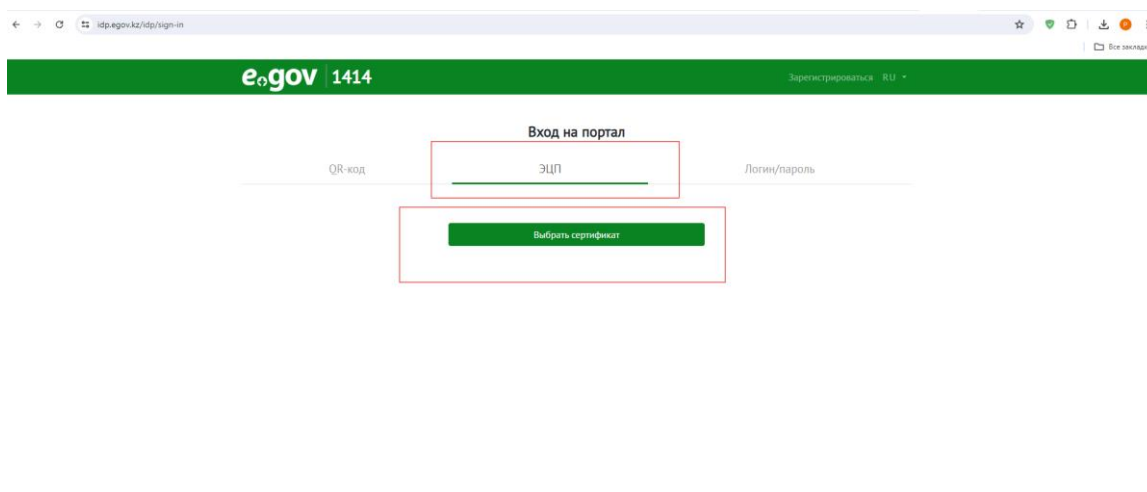 idp.egov.kz/idp/sign-in
Все заклад
egov 1414
Зарегистрироваться RU
Вход на портал
QR-код ЭЦП Логин/пароль
Выбрать сертификат